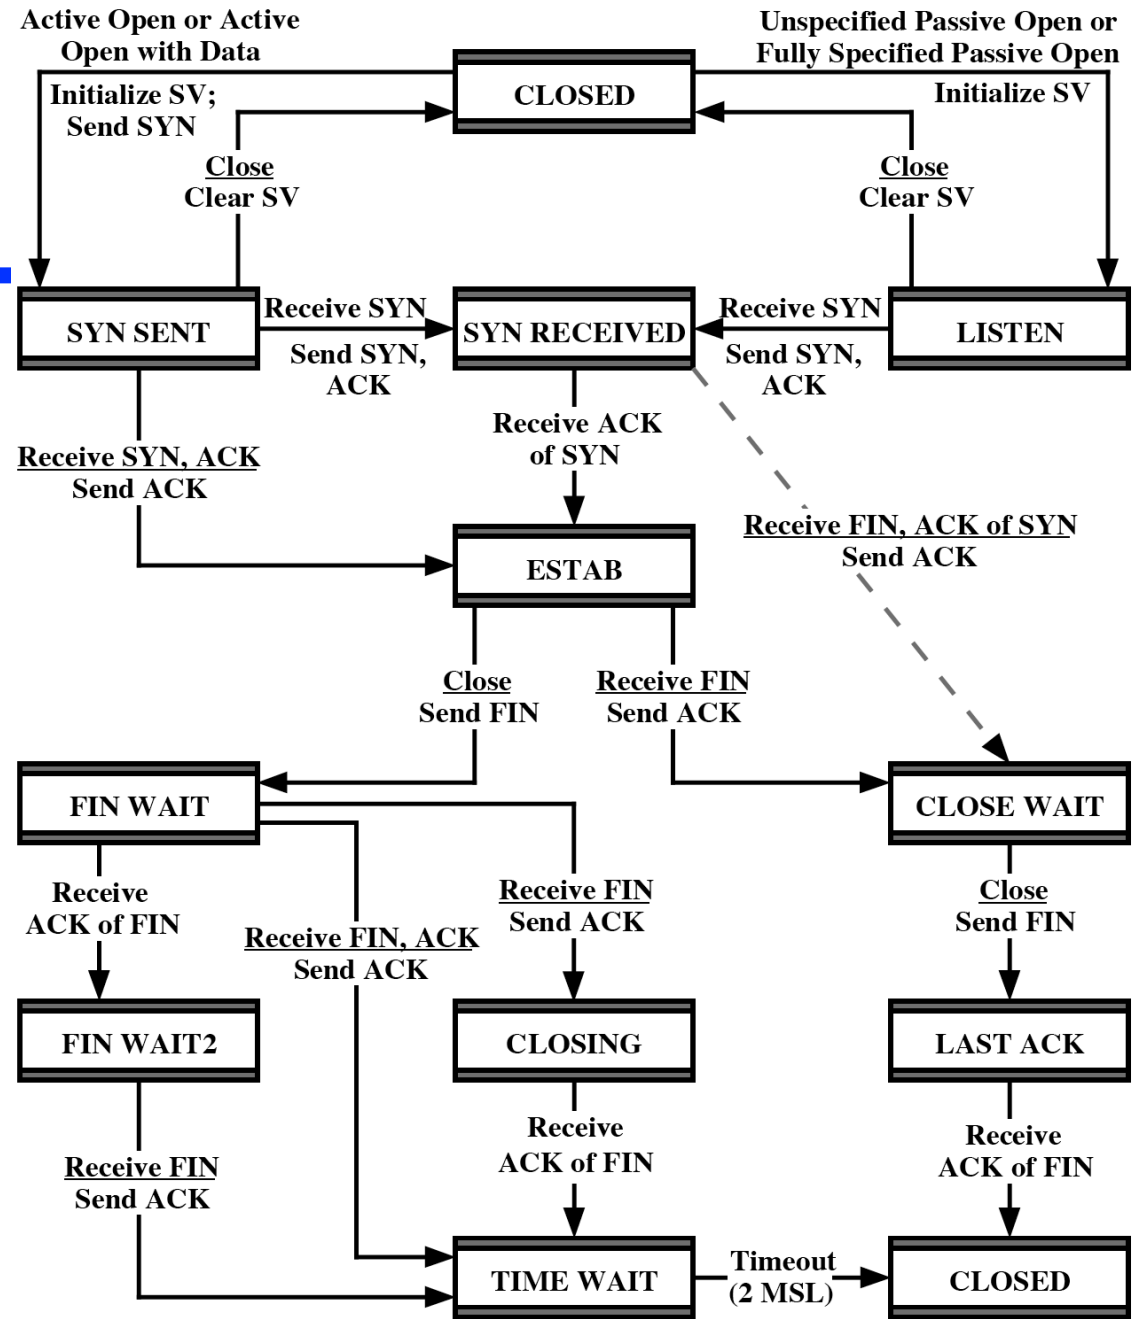 Active Open or Active
Open with Data
Unspecified Passive Open or
Fully Specified Passive Open
CLOSED
Initialize SV;
Send SYN
Initialize SV
Close
Clear SV
Close
Clear SV
SYN SENT
Receive SYN
Send SYN,
ACK
SYN RECEIVED
Receive SYN
Send SYN,
ACK
LISTEN
Receive SYN, ACK
Send ACK
Receive ACK
of SYN
Receive FIN, ACK of SYN
Send ACK
ESTAB
Close
Send FIN
Receive FIN
Send ACK
FIN WAIT
CLOSE WAIT
Receive
ACK of FIN
Receive FIN, ACK
Send ACK
Receive FIN
Send ACK
Close
Send FIN
FIN WAIT2
CLOSING
LAST ACK
Receive FIN
Send ACK
Receive
ACK of FIN
Receive
ACK of FIN
TIME WAIT
Timeout
(2 MSL)
CLOSED